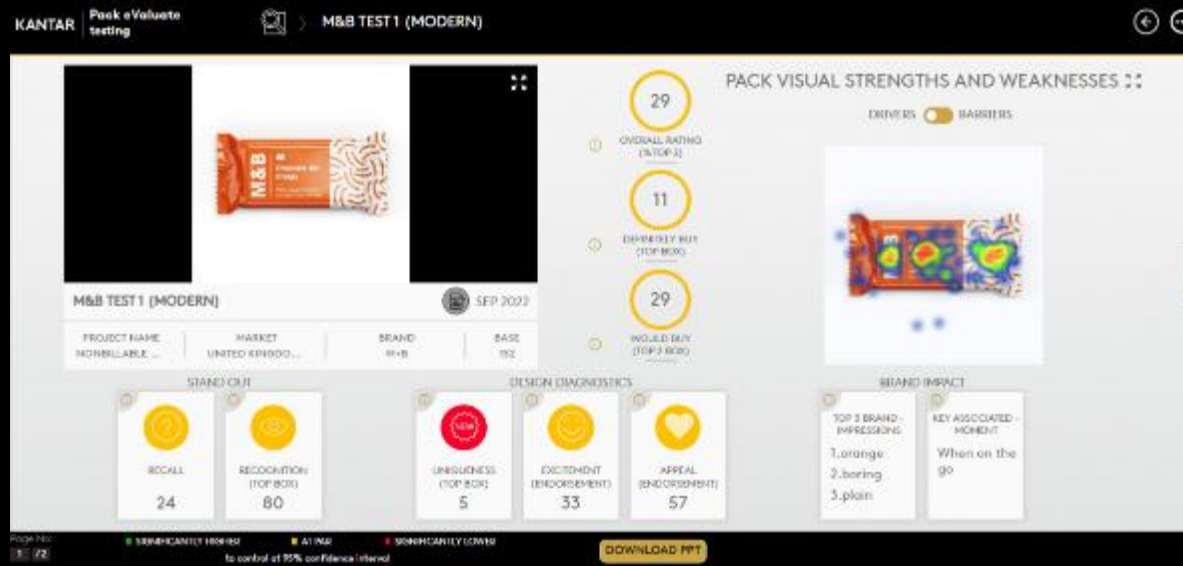 KANTAR
Pack eValuate
testing
M&B TEST 1 (MODERN)
M&B
29
OVERALL RATING
(%TOP 2)
11
DEFINITELY BUY
(TOP BOX)
29
WOULD BUY
(TOP 2 BOX)
PACK VISUAL STRENGTHS AND WEAKNESSES
DRIVERS
BARRIERS
M&B TEST 1 (MODERN)
SEP 2022
PROJECT NAME
NONBILLABLE ...
MARKET
UNITED KINGDO...
BRAND
M+B
BASE
152
STAND OUT
RECALL
24
RECOGNITION
(TOP BOX)
80
DESIGN DIAGNOSTICS
NEW
UNIQUENESS
(TOP BOX)
5
EXCITEMENT
(ENDORSEMENT)
33
APPEAL
(ENDORSEMENT)
57
BRAND IMPACT
TOP 3 BRAND -
IMPRESSIONS
1.orange
2.boring
3.plain
KEY ASSOCIATED -
MOMENT
When on the
go
Page No:
1 /2
SIGNIFICANTLY HIGHER
AT PAR
SIGNIFICANTLY LOWER
to control at 95% confidence interval
DOWNLOAD PPT